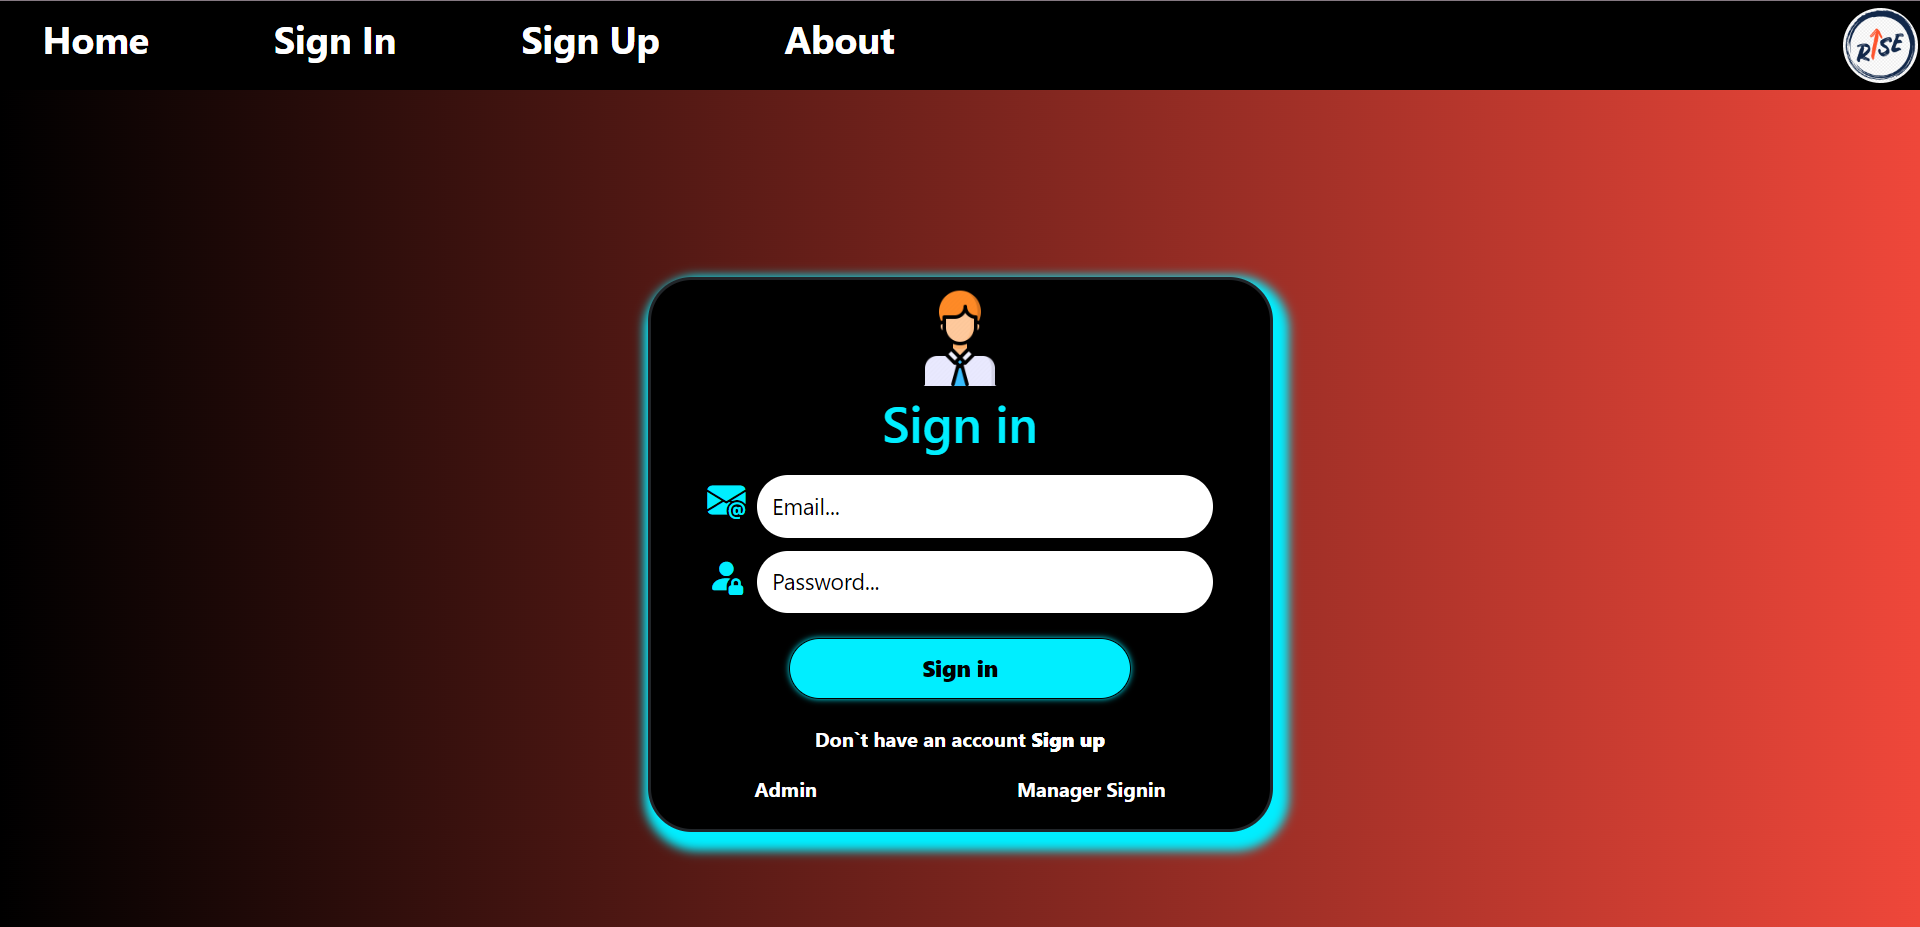 Home Sign In Sign Up About RISE
Sign in
@ Email...
Password...
Sign in
Don`t have an account Sign up
Admin Manager Signin